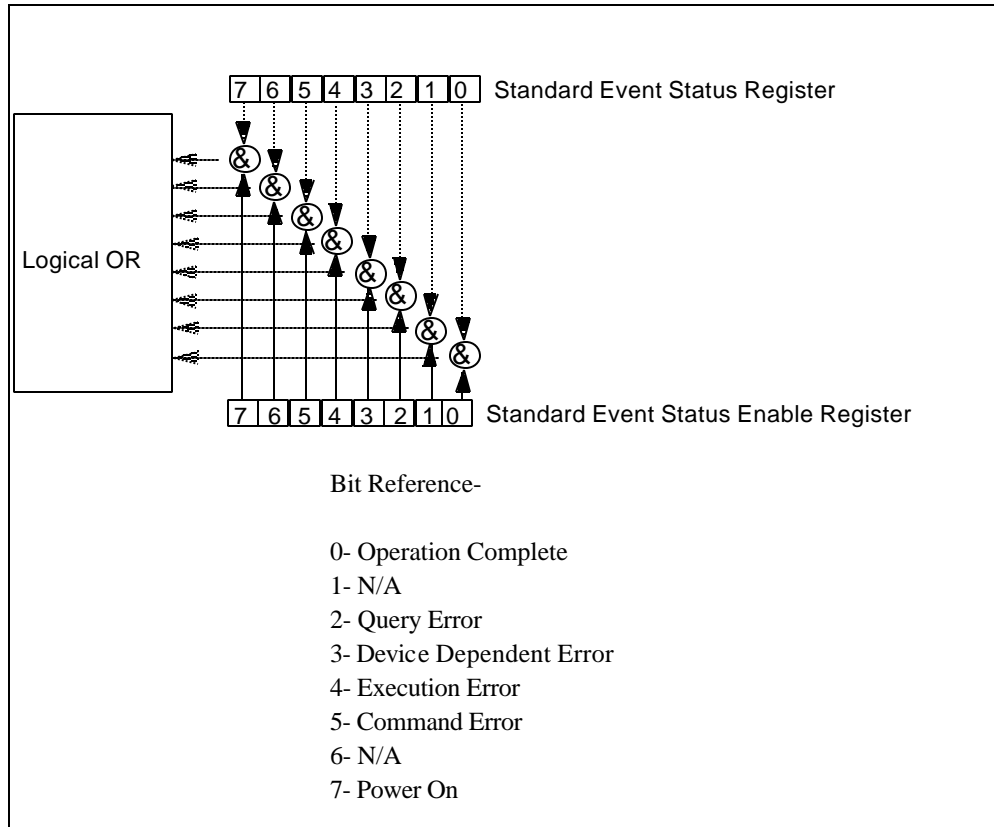 7 6 5 4 3 2 1 0 Standard Event Status Register
&
&
&
&
Logical OR
&
&
&
&
7 6 5 4 3 2 1 0 Standard Event Status Enable Register
Bit Reference-
0- Operation Complete
1- N/A
2- Query Error
3- Device Dependent Error
4- Execution Error
5- Command Error
6- N/A
7- Power On